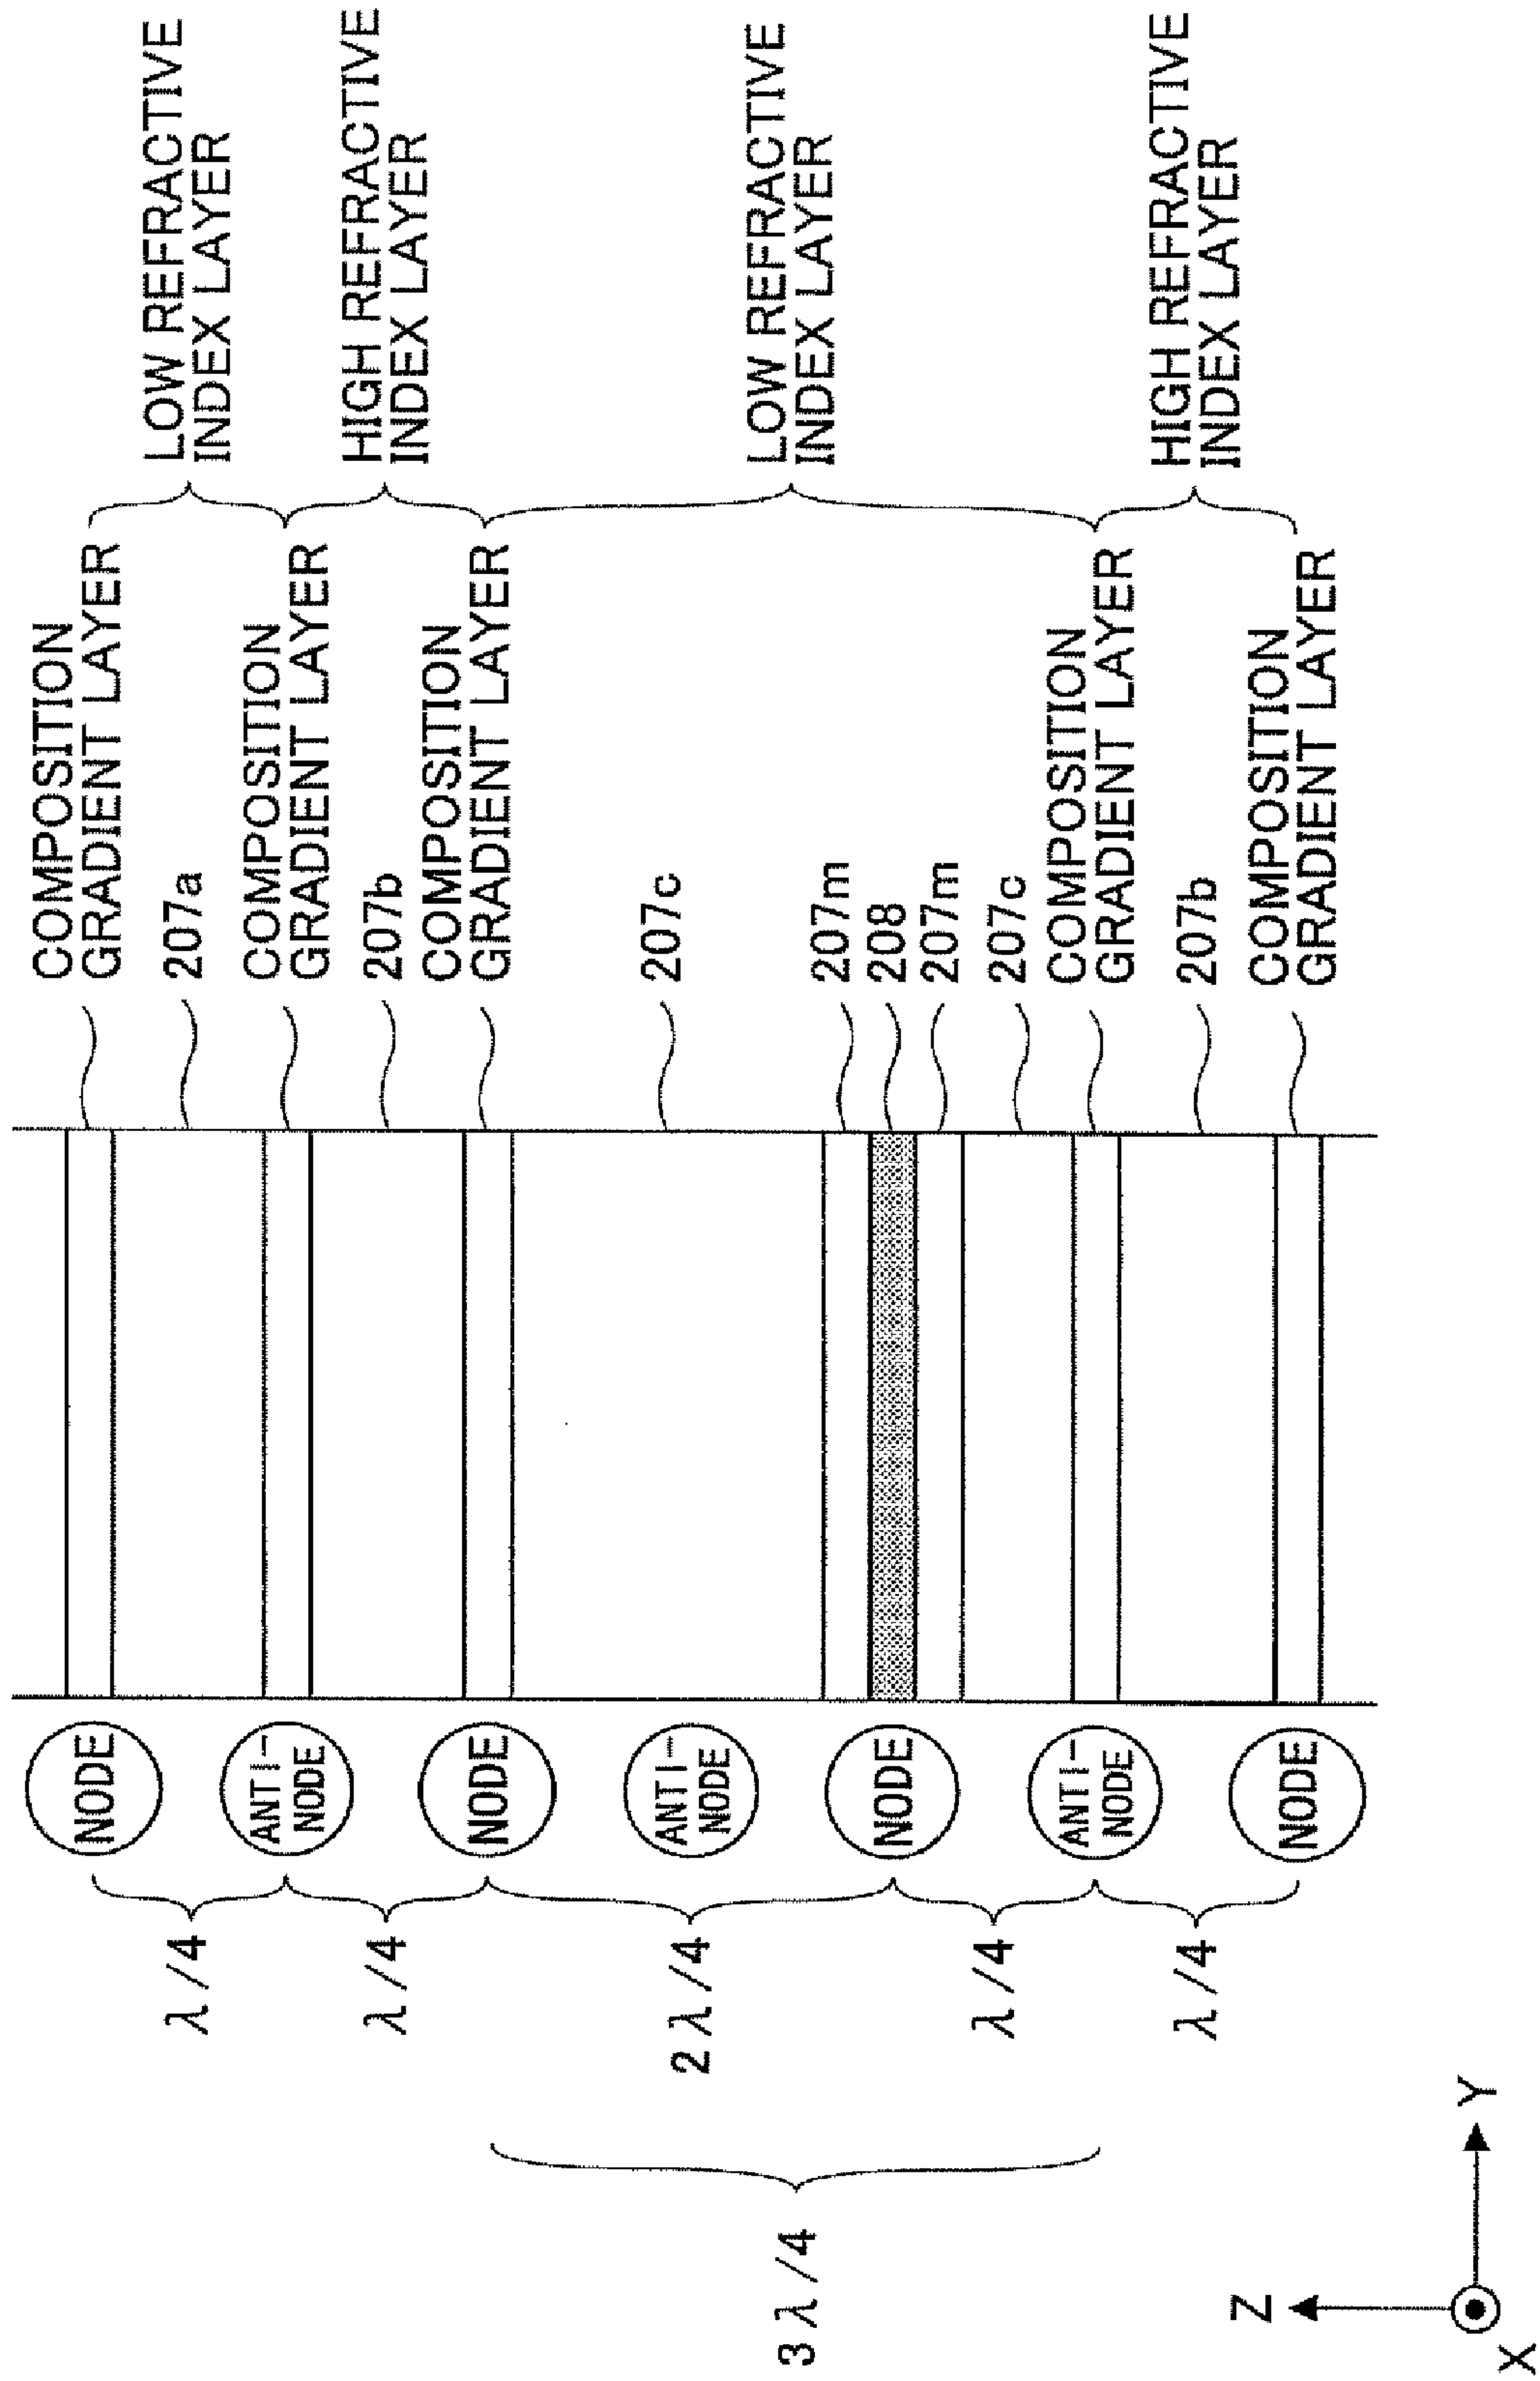 COMPOSITION
GRADIENT LAYER
207a
COMPOSITION
GRADIENT LAYER
207b
COMPOSITION
GRADIENT LAYER
207c
207m
208
207m
207c
COMPOSITION
GRADIENT LAYER
207b
COMPOSITION
GRADIENT LAYER
LOW REFRACTIVE
INDEX LAYER
HIGH REFRACTIVE
INDEX LAYER
LOW REFRACTIVE
INDEX LAYER
HIGH REFRACTIVE
INDEX LAYER
NODE
ANTI-
NODE
NODE
ANTI-
NODE
NODE
ANTI-
NODE
NODE
λ/4
λ/4
2λ/4
λ/4
λ/4
3λ/4
Z
Y
X